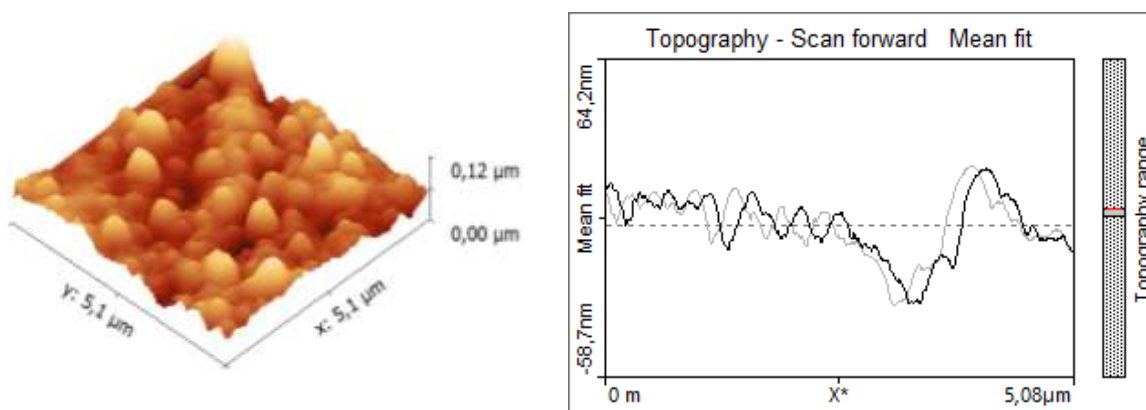 0,12 µm
0,00 µm
y: 5,1 µm
x: 5,1 µm
Topography - Scan forward Mean fit
64,2nm
Mean fit
-58,7nm
0 m
X*
5,08µm
Topography range